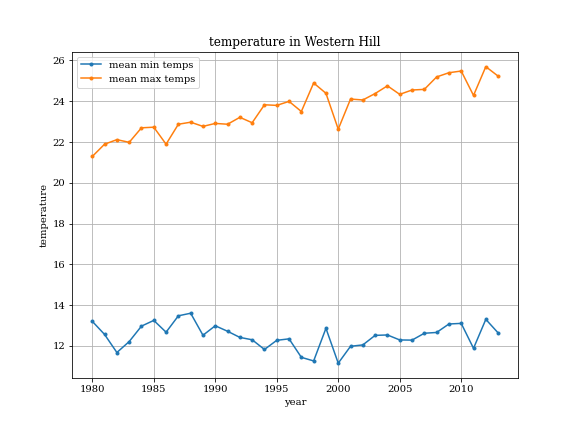 temperature in Western Hill
mean min temps
mean max temps
26
24
22
20
18
16
14
12
temperature
1980 1985 1990 1995 2000 2005 2010
year